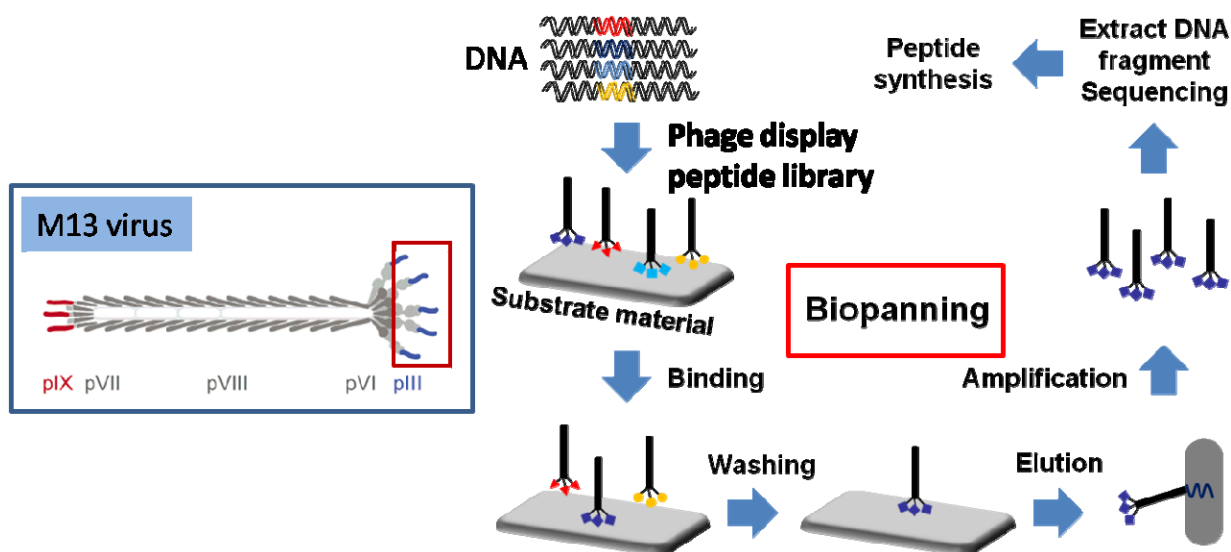 DNA
Phage display
peptide library
Peptide
synthesis
Extract DNA
fragment
Sequencing
M13 virus
pIX pVII pVIII pVI pIII
Substrate material
Biopanning
Binding
Amplification
Washing
Elution